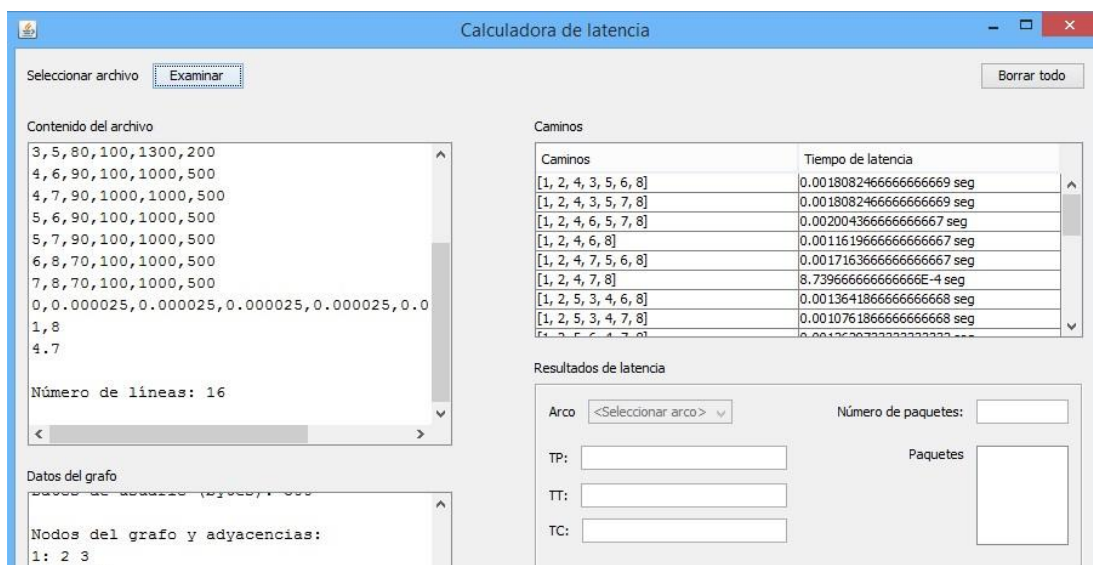 Calculadora de latencia
Seleccionar archivo
Examinar
Borrar todo
Contenido del archivo
3,5,80,100,1300,200
4,6,90,100,1000,500
4,7,90,1000,1000,500
5,6,90,100,1000,500
5,7,90,100,1000,500
6,8,70,100,1000,500
7,8,70,100,1000,500
0,0.000025,0.000025,0.000025,0.000025,0.0
1,8
4.7
Número de líneas: 16
Caminos
Caminos Tiempo de latencia
[1, 2, 4, 3, 5, 6, 8] 0.0018082466666666669 seg
[1, 2, 4, 3, 5, 7, 8] 0.0018082466666666669 seg
[1, 2, 4, 6, 5, 7, 8] 0.002004366666666667 seg
[1, 2, 4, 6, 8] 0.0011619666666666667 seg
[1, 2, 4, 7, 5, 6, 8] 0.0017163666666666667 seg
[1, 2, 4, 7, 8] 8.739666666666666E-4 seg
[1, 2, 5, 3, 4, 6, 8] 0.0013641866666666668 seg
[1, 2, 5, 3, 4, 7, 8] 0.0010761866666666668 seg
Resultados de latencia
Arco <Seleccionar arco> Número de paquetes:
TP: Paquetes
TT:
TC:
Datos del grafo
Nodos del grafo y adyacencias:
1: 2 3